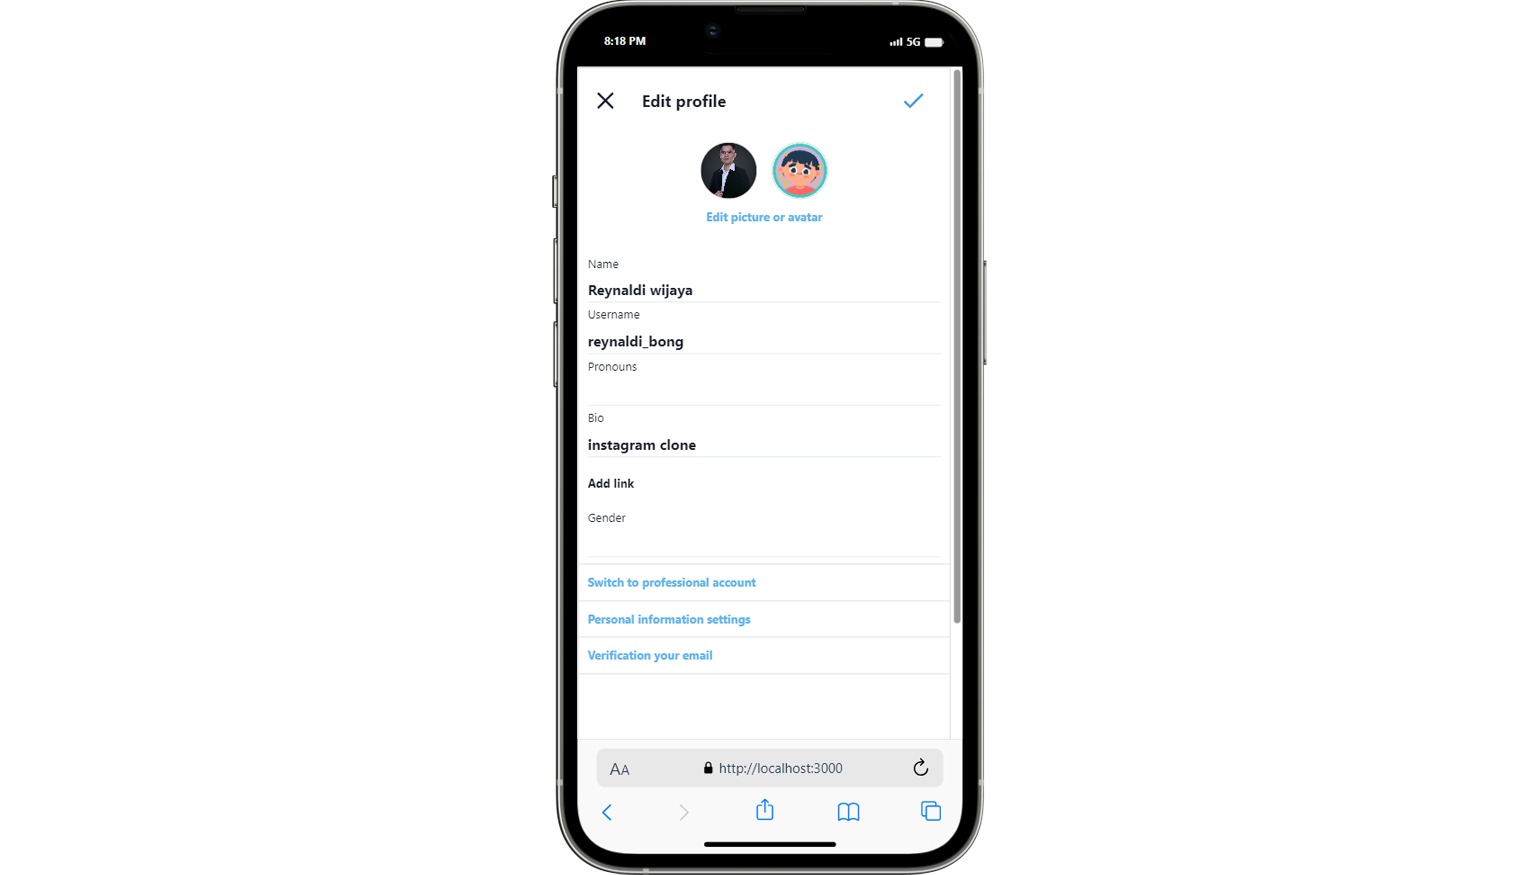 8:18 PM
5G
Edit profile
Edit picture or avatar
Name
Reynaldi wijaya
Username
reynaldi_bong
Pronouns
Bio
instagram clone
Add link
Gender
Switch to professional account
Personal information settings
Verification your email
AA
http://localhost:3000